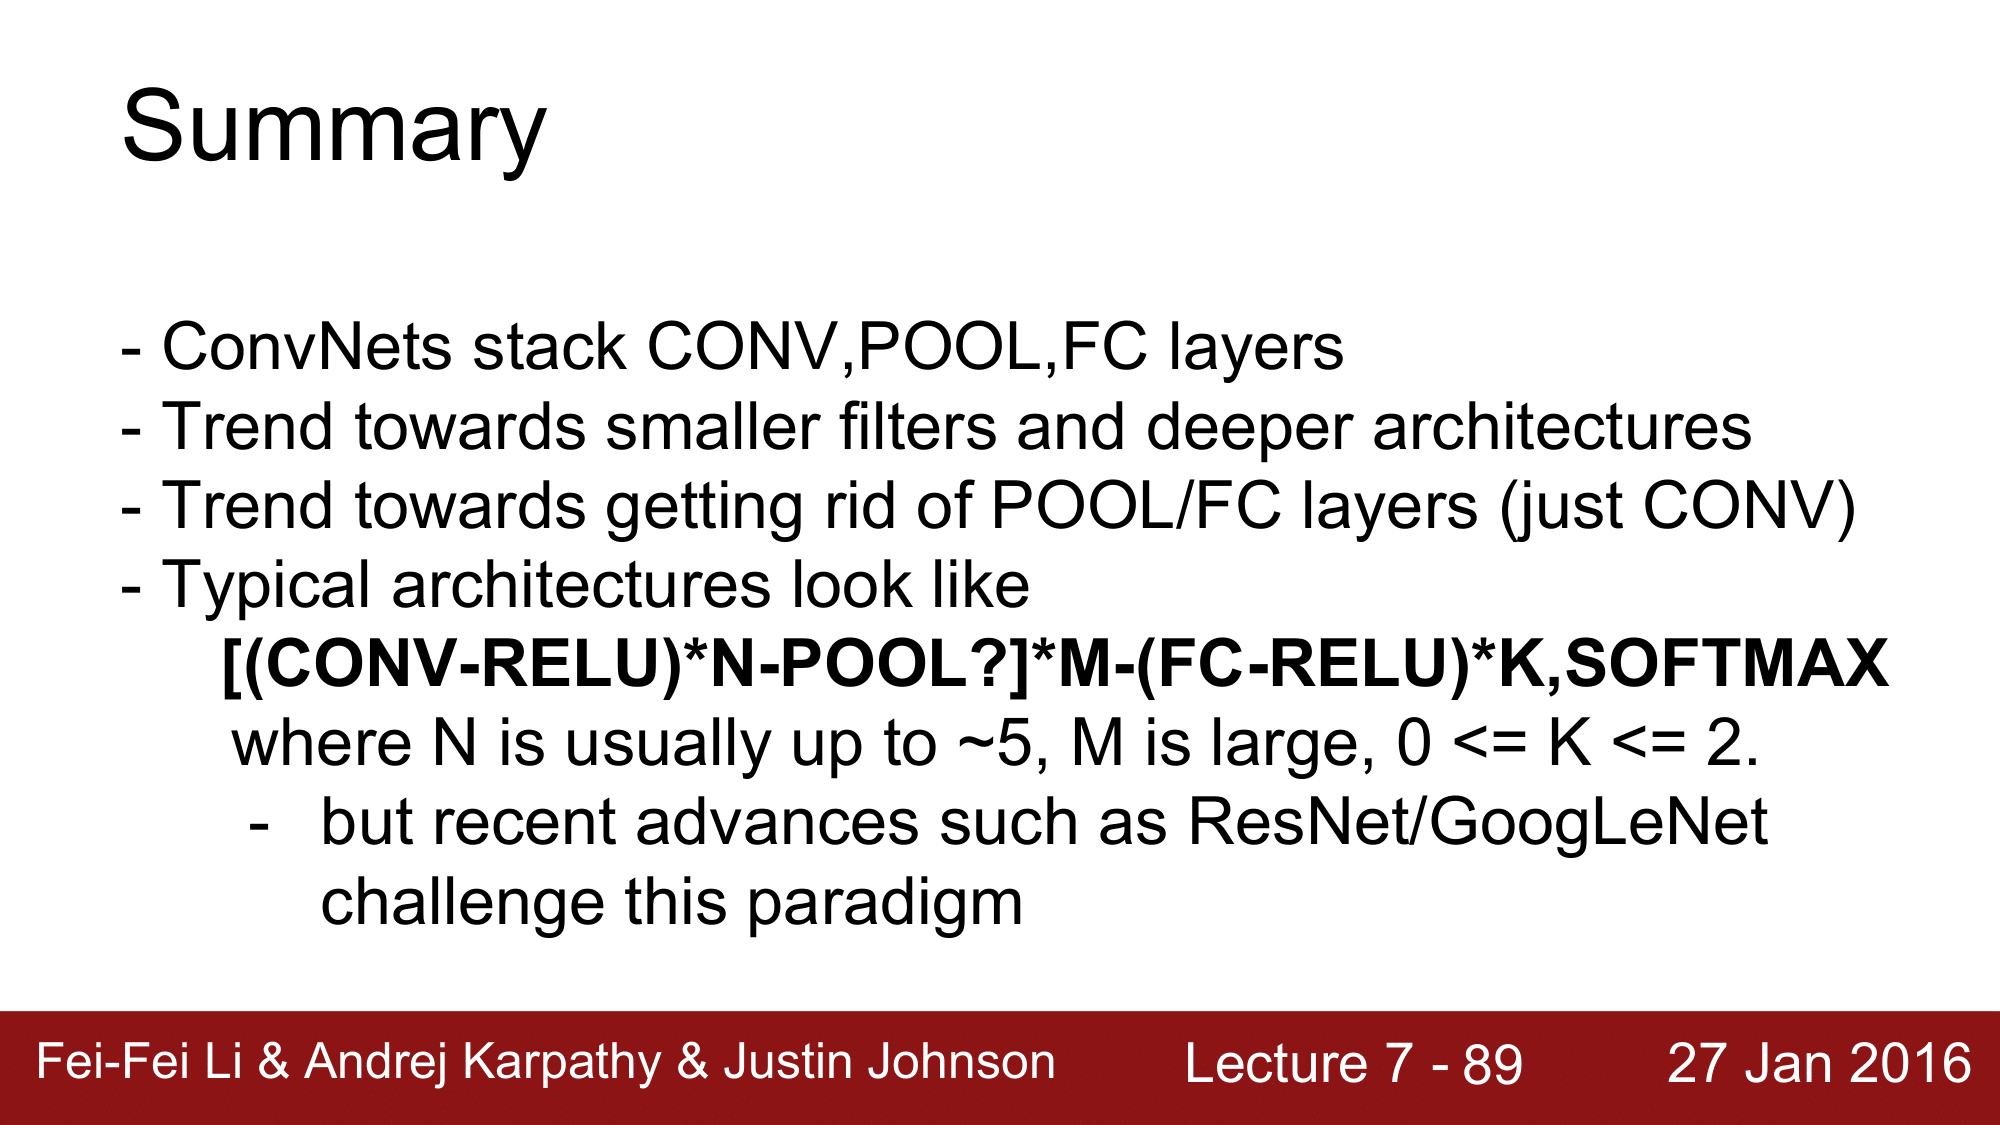 Summary
- ConvNets stack CONV,POOL,FC layers
- Trend towards smaller filters and deeper architectures
- Trend towards getting rid of POOL/FC layers (just CONV)
- Typical architectures look like
[(CONV-RELU)*N-POOL?]*M-(FC-RELU)*K,SOFTMAX
where N is usually up to ~5, M is large, 0 <= K <= 2.
- but recent advances such as ResNet/GoogLeNet
challenge this paradigm
Fei-Fei Li & Andrej Karpathy & Justin Johnson Lecture 7 - 89 27 Jan 2016